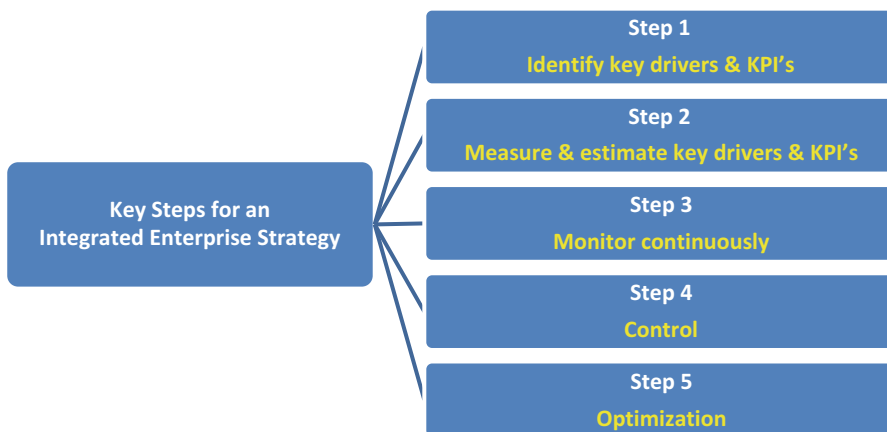 Key Steps for an
Integrated Enterprise Strategy
Step 1
Identify key drivers & KPI’s
Step 2
Measure & estimate key drivers & KPI’s
Step 3
Monitor continuously
Step 4
Control
Step 5
Optimization